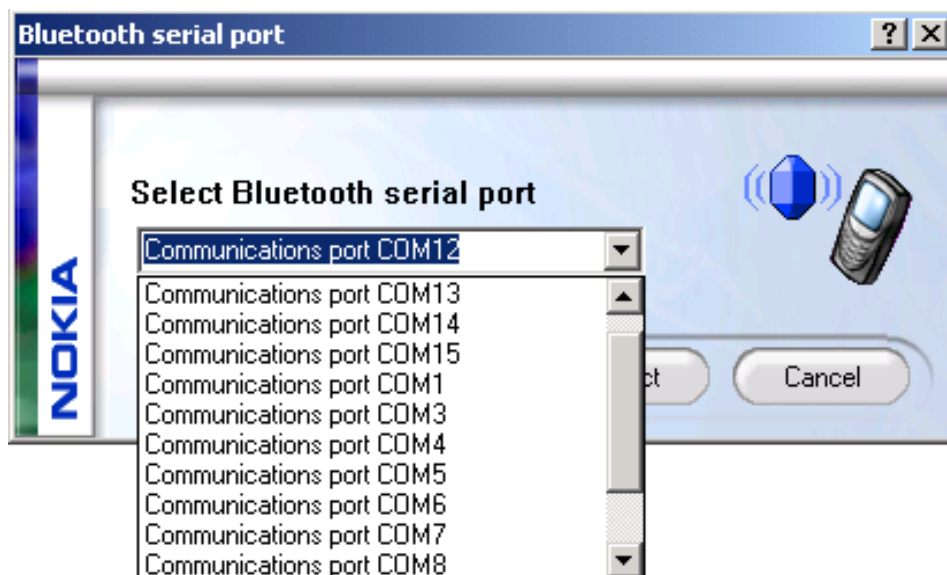 Bluetooth serial port
NOKIA
Select Bluetooth serial port
Communications port COM12
Communications port COM13
Communications port COM14
Communications port COM15
Communications port COM1
Communications port COM3
Communications port COM4
Communications port COM5
Communications port COM6
Communications port COM7
Communications port COM8
ct
Cancel